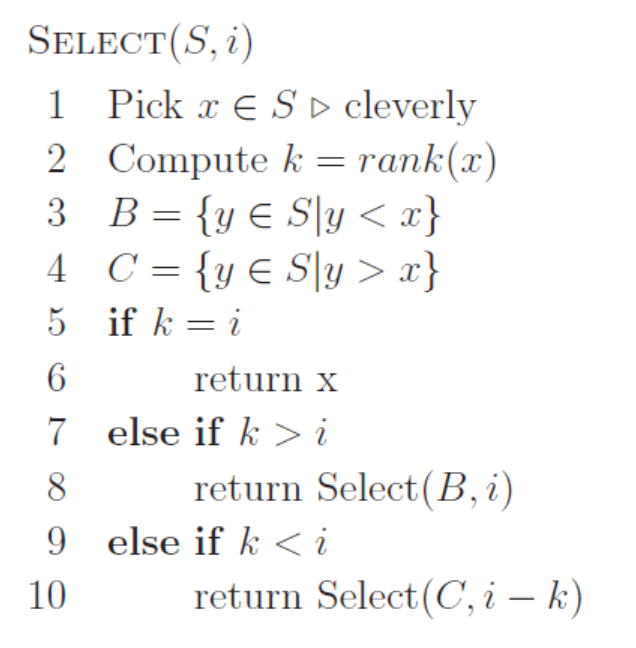 SELECT(S, i)
1 Pick x ∈ S ▷ cleverly
2 Compute k = rank(x)
3 B = {y ∈ S|y < x}
4 C = {y ∈ S|y > x}
5 if k = i
6 return x
7 else if k > i
8 return Select(B, i)
9 else if k < i
10 return Select(C, i − k)